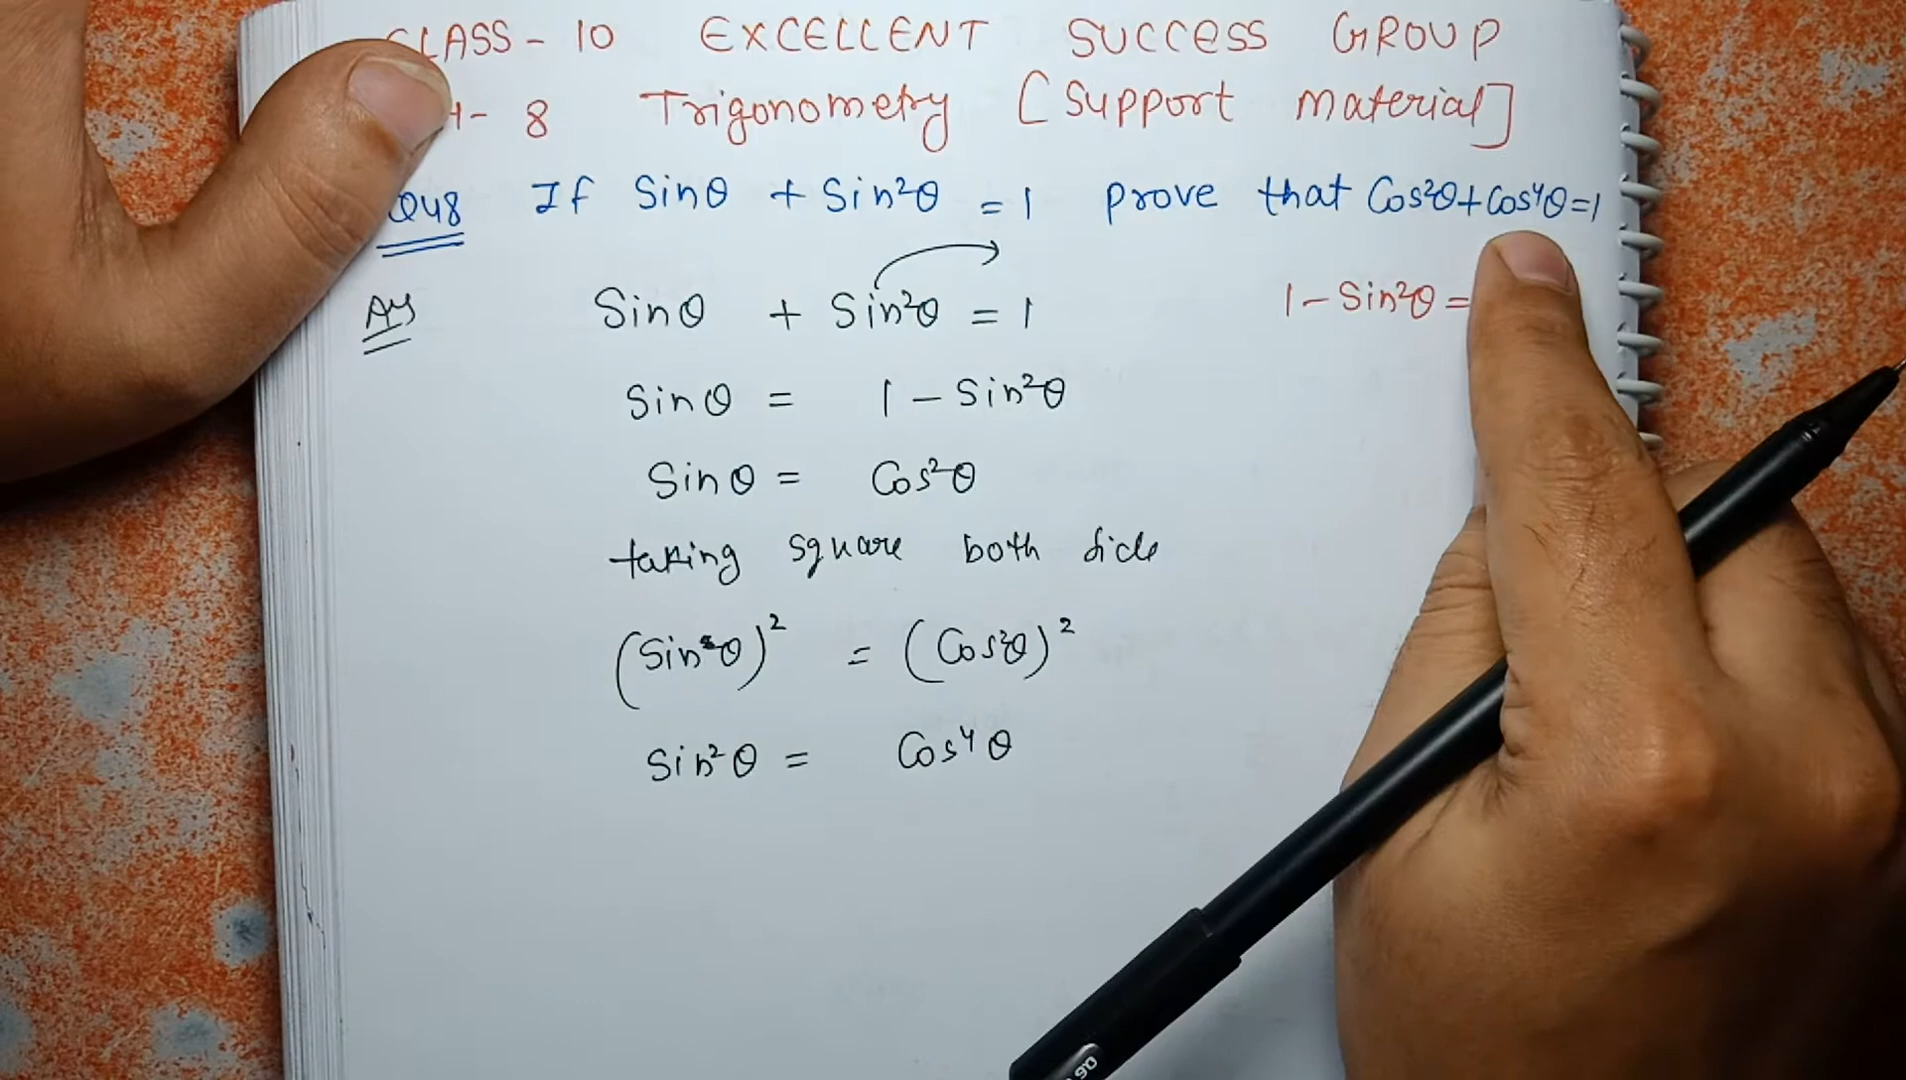 CLASS - 10 EXCELLENT SUCCESS GROUP
H- 8 Trigonometry [Support material]
Q48 If Sinθ + Sin²θ = 1 prove that Cos²θ+Cos⁴θ=1
Sinθ + Sin²θ = 1
1 - Sin²θ =
Sinθ = 1 - Sin²θ
Sinθ = Cos²θ
taking square both side
(Sinθ)² = (Cos²θ)²
Sin²θ = Cos⁴θ